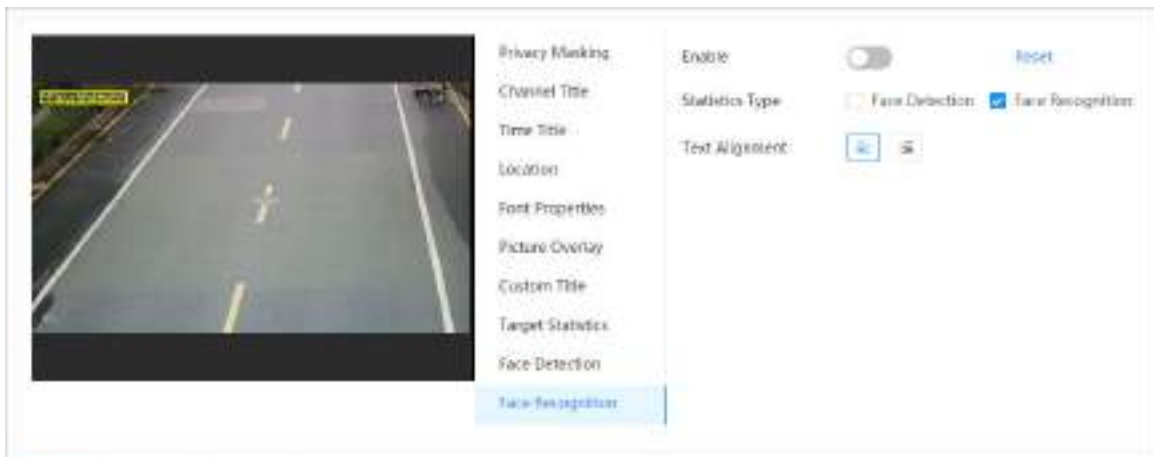 Privacy Masking
Channel Title
Time Title
Location
Font Properties
Picture Overlay
Custom Title
Target Statistics
Face Detection
Face Recognition
Enable
Reset
Statistics Type
Face Detection
Face Recognition
Text Alignment